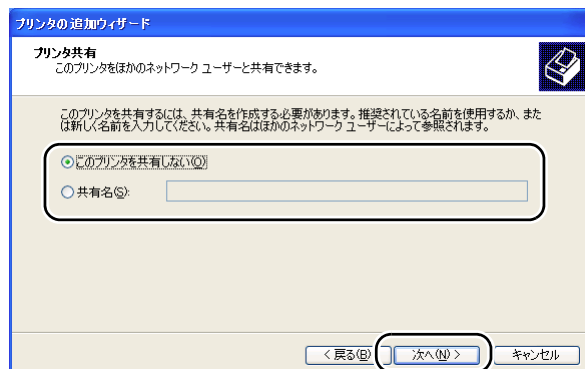 プリンタの追加ウィザード
プリンタ共有
このプリンタをほかのネットワーク ユーザーと共有できます。
このプリンタを共有するには、共有名を作成する必要があります。推奨されている名前を使用するか、また
は新しく名前を入力してください。共有名はほかのネットワーク ユーザーによって参照されます。
このプリンタを共有しない(O)
共有名(S):
< 戻る(B) 次へ(N) > キャンセル